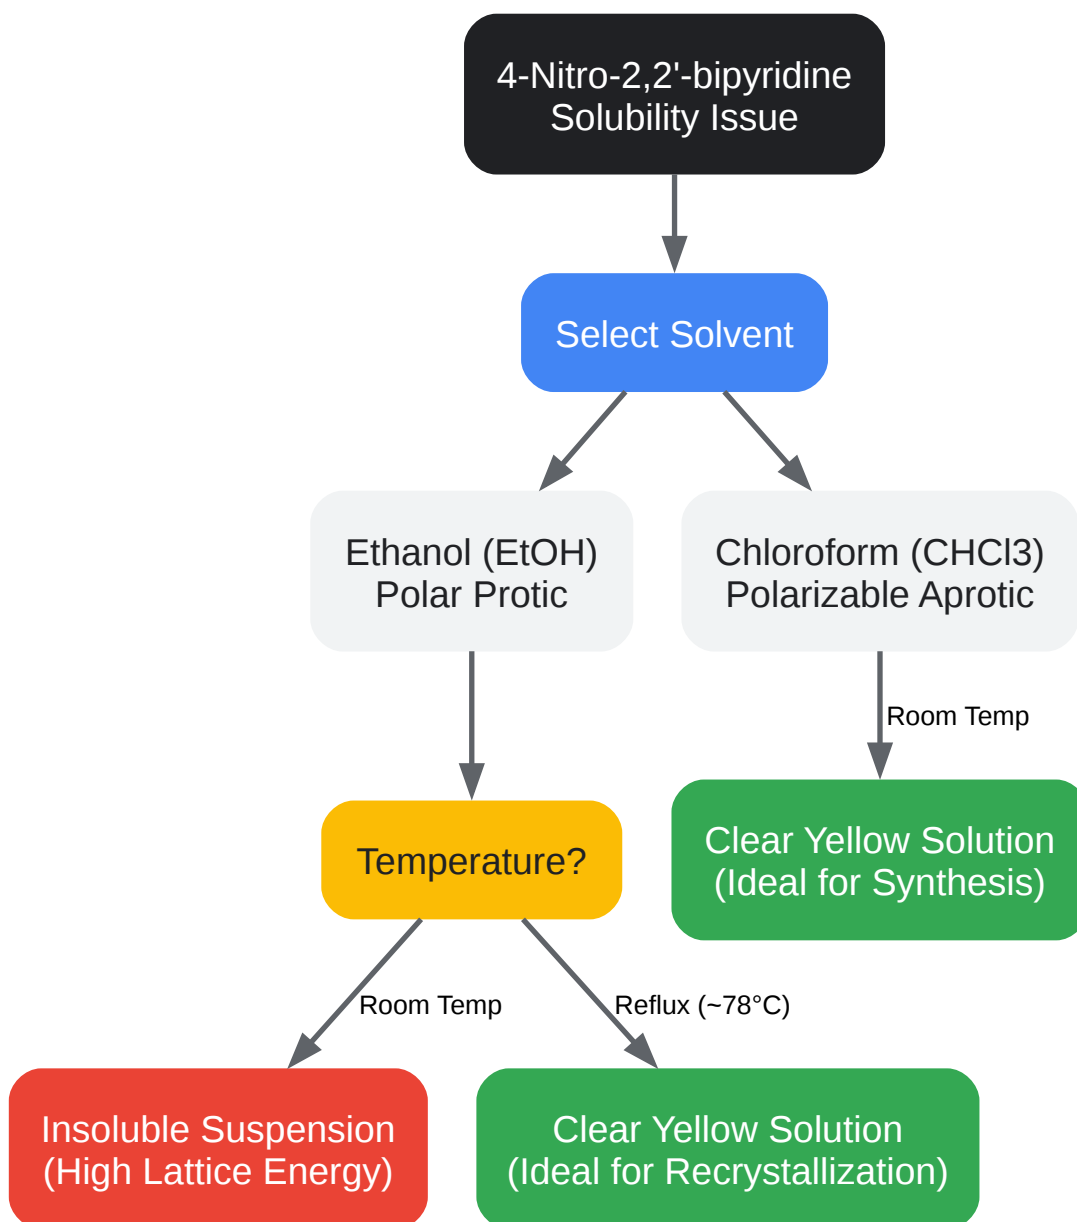 4-Nitro-2,2'-bipyridine
Solubility Issue
Select Solvent
Ethanol (EtOH)
Polar Protic
Chloroform (CHCl3)
Polarizable Aprotic
Room Temp
Temperature?
Clear Yellow Solution
(Ideal for Synthesis)
Room Temp
Reflux (~78°C)
Insoluble Suspension
(High Lattice Energy)
Clear Yellow Solution
(Ideal for Recrystallization)